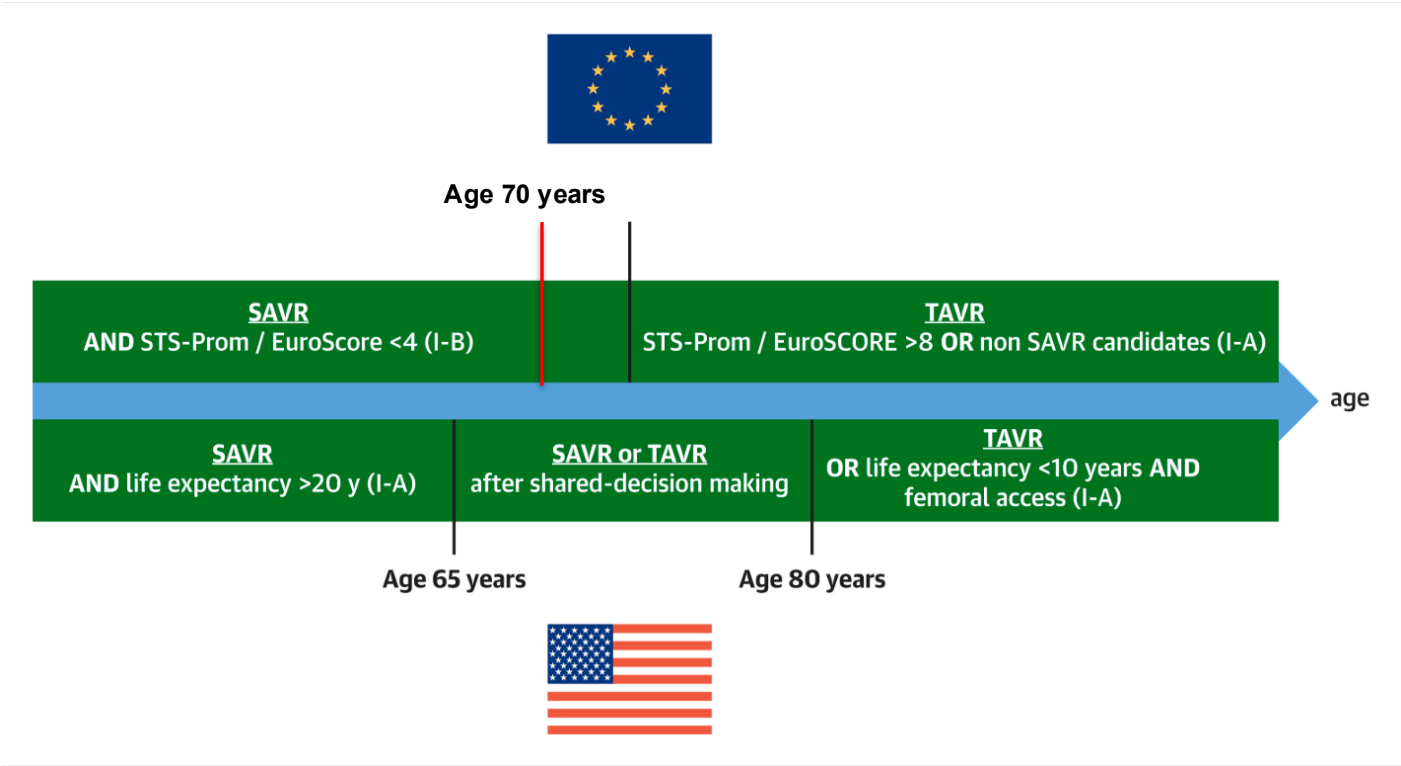 Age 70 years
SAVR
AND STS-Prom / EuroScore <4 (I-B)
TAVR
STS-Prom / EuroSCORE >8 OR non SAVR candidates (I-A)
age
SAVR
AND life expectancy >20 y (I-A)
SAVR or TAVR
after shared-decision making
TAVR
OR life expectancy <10 years AND
femoral access (I-A)
Age 65 years
Age 80 years